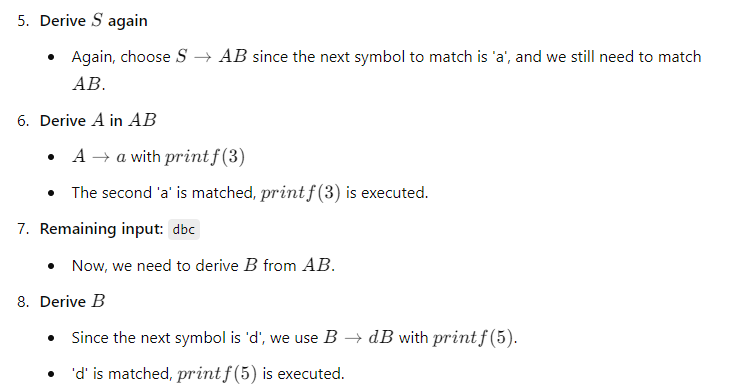 5. Derive S again
• Again, choose S → AB since the next symbol to match is 'a', and we still need to match
AB.
6. Derive A in AB
• A → a with printf(3)
• The second 'a' is matched, printf(3) is executed.
7. Remaining input: dbc
• Now, we need to derive B from AB.
8. Derive B
• Since the next symbol is 'd', we use B → dB with printf(5).
• 'd' is matched, printf(5) is executed.